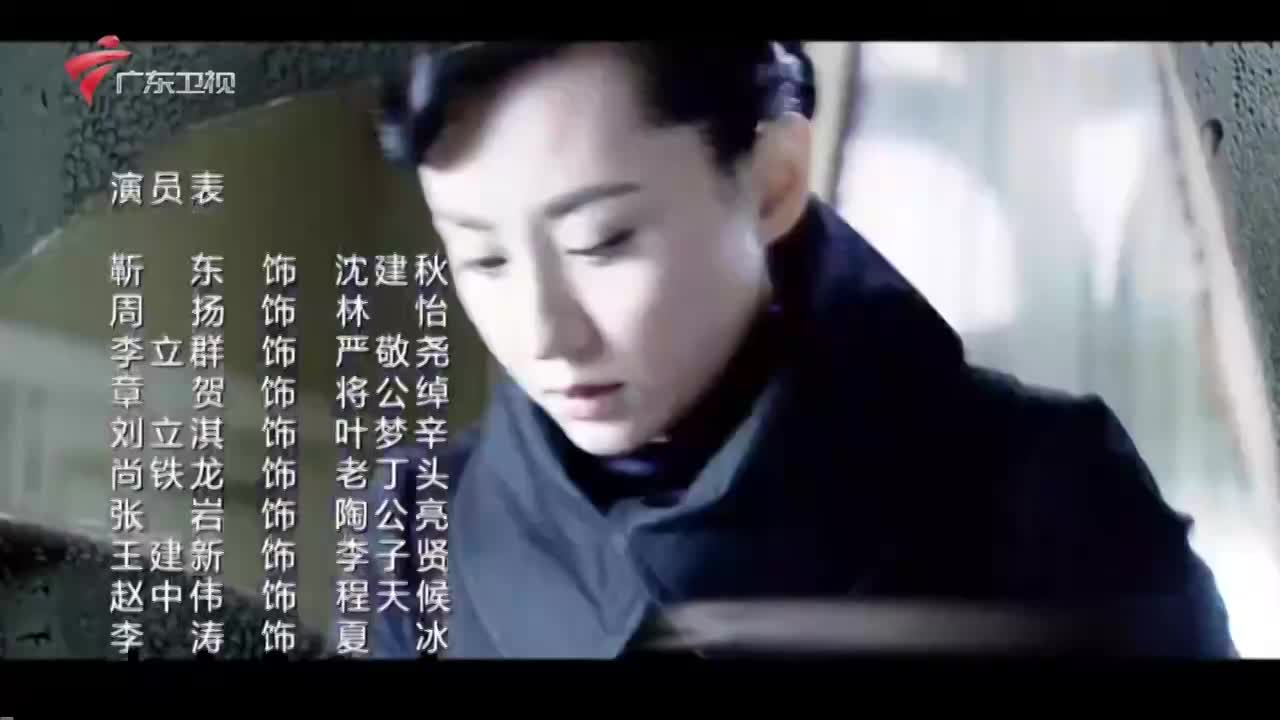 广东卫视
演员表
靳东 饰 沈建秋
周扬 饰 林怡
李立群 饰 严敬尧
章贺 饰 将公绰
刘立淇 饰 叶梦辛
尚铁龙 饰 老丁头
张岩 饰 陶公亮
王建新 饰 李子贤
赵中伟 饰 程天候
李涛 饰 夏冰